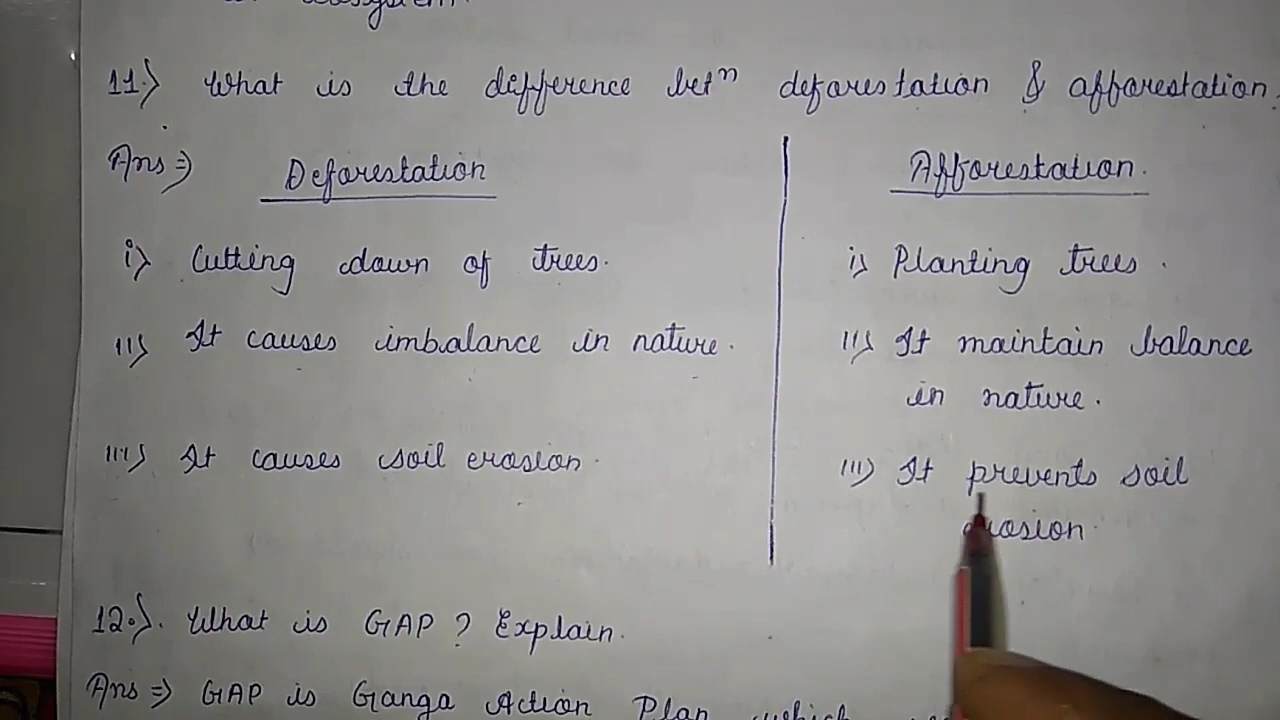 ecosystem.
11.) What is the difference betⁿ deforestation & afforestation.
Ans ⇒ Deforestation
i) Cutting down of trees.
ii) It causes imbalance in nature.
iii) It causes soil erosion.
Afforestation.
i) Planting trees.
ii) It maintain balance
in nature.
iii) It prevents soil
erosion.
12.). What is GAP ? Explain.
Ans ⇒ GAP is Ganga Action Plan which